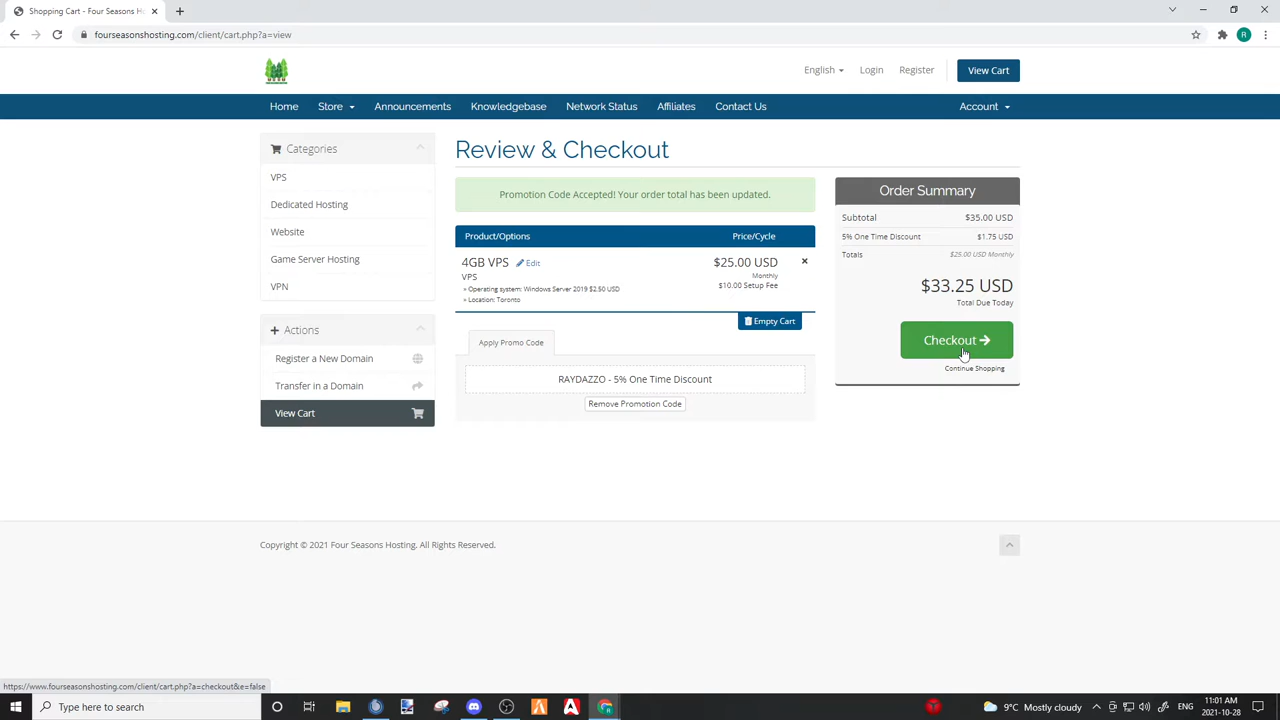 Shopping Cart - Four Seasons H
fourseasonshosting.com/client/cart.php?a=view
R
English
Login
Register
View Cart
Home
Store
Announcements
Knowledgebase
Network Status
Affiliates
Contact Us
Account
Categories
VPS
Dedicated Hosting
Website
Game Server Hosting
VPN
Actions
Register a New Domain
Transfer in a Domain
View Cart
Review & Checkout
Promotion Code Accepted! Your order total has been updated.
Product/Options Price/Cycle
4GB VPS Edit $25.00 USD
VPS Monthly
» Operating system: Windows Server 2019 $2.50 USD $10.00 Setup Fee
» Location: Toronto
Empty Cart
Apply Promo Code
RAYDAZZO - 5% One Time Discount
Remove Promotion Code
Order Summary
Subtotal $35.00 USD
5% One Time Discount $1.75 USD
Totals $25.00 USD Monthly
$33.25 USD
Total Due Today
Checkout
Continue Shopping
Copyright © 2021 Four Seasons Hosting. All Rights Reserved.
https://www.fourseasonshosting.com/client/cart.php?a=checkout&e=false
Type here to search
9°C Mostly cloudy
ENG
11:01 AM
2021-10-28